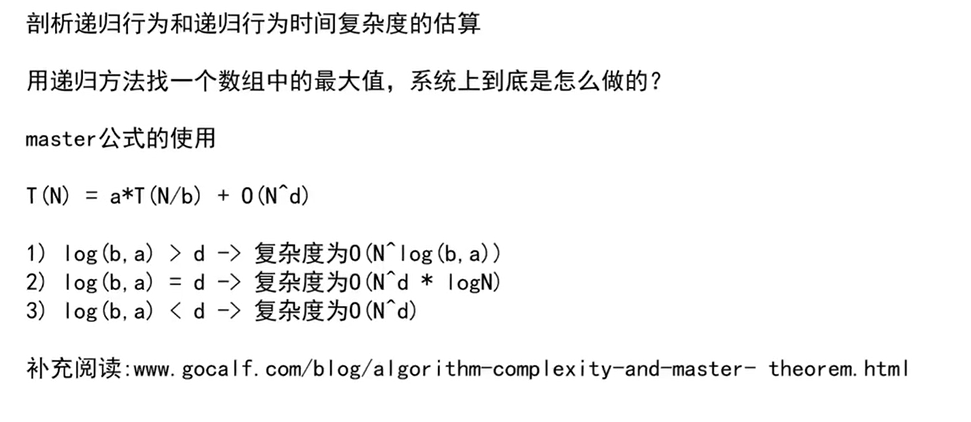 剖析递归行为和递归行为时间复杂度的估算
用递归方法找一个数组中的最大值，系统上到底是怎么做的?
master公式的使用
T(N) = a*T(N/b) + O(N^d)
1) log(b,a) > d -> 复杂度为O(N^log(b,a))
2) log(b,a) = d -> 复杂度为O(N^d * logN)
3) log(b,a) < d -> 复杂度为O(N^d)
补充阅读:www.gocalf.com/blog/algorithm-complexity-and-master- theorem.html